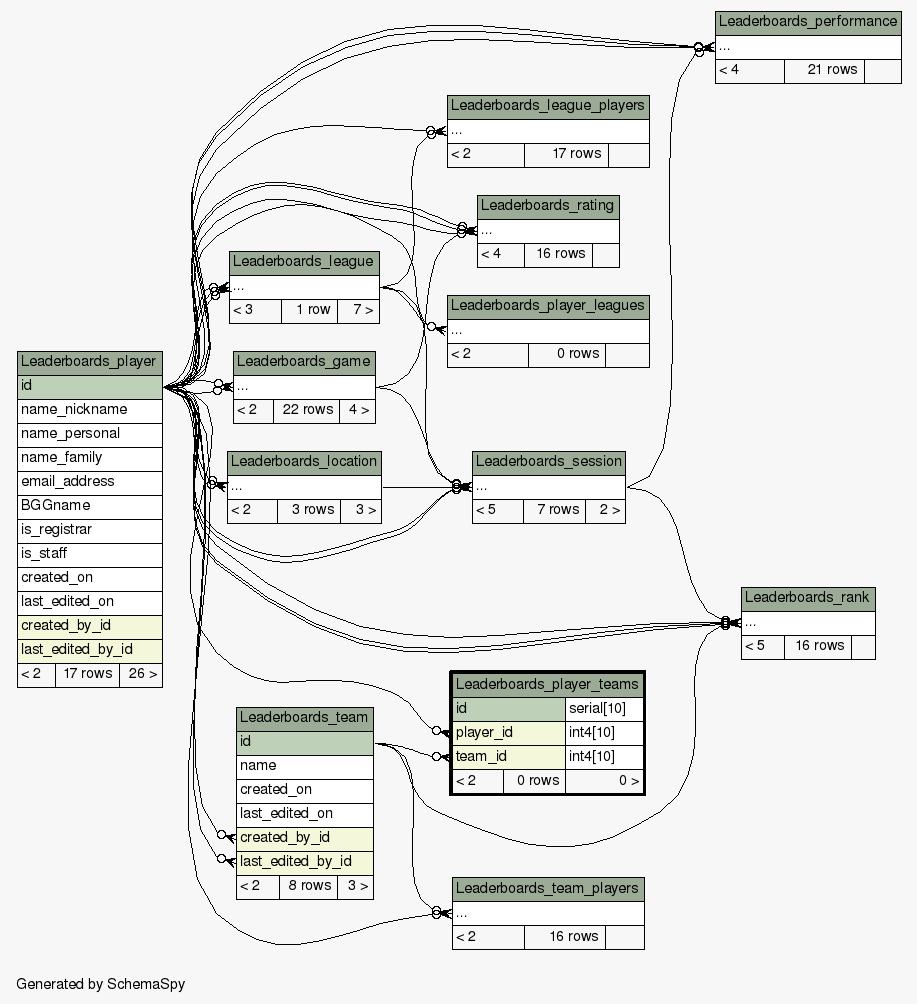 Leaderboards_performance
...
< 4 21 rows
Leaderboards_league_players
...
< 2 17 rows
Leaderboards_rating
...
< 4 16 rows
Leaderboards_league
...
< 3 1 row 7 >
Leaderboards_player_leagues
...
< 2 0 rows
Leaderboards_player
id
name_nickname
name_personal
name_family
email_address
BGGname
is_registrar
is_staff
created_on
last_edited_on
created_by_id
last_edited_by_id
< 2 17 rows 26 >
Leaderboards_game
...
< 2 22 rows 4 >
Leaderboards_location
...
< 2 3 rows 3 >
Leaderboards_session
...
< 5 7 rows 2 >
Leaderboards_rank
...
< 5 16 rows
Leaderboards_player_teams
id serial[10]
player_id int4[10]
team_id int4[10]
< 2 0 rows 0 >
Leaderboards_team
id
name
created_on
last_edited_on
created_by_id
last_edited_by_id
< 2 8 rows 3 >
Leaderboards_team_players
...
< 2 16 rows
Generated by SchemaSpy